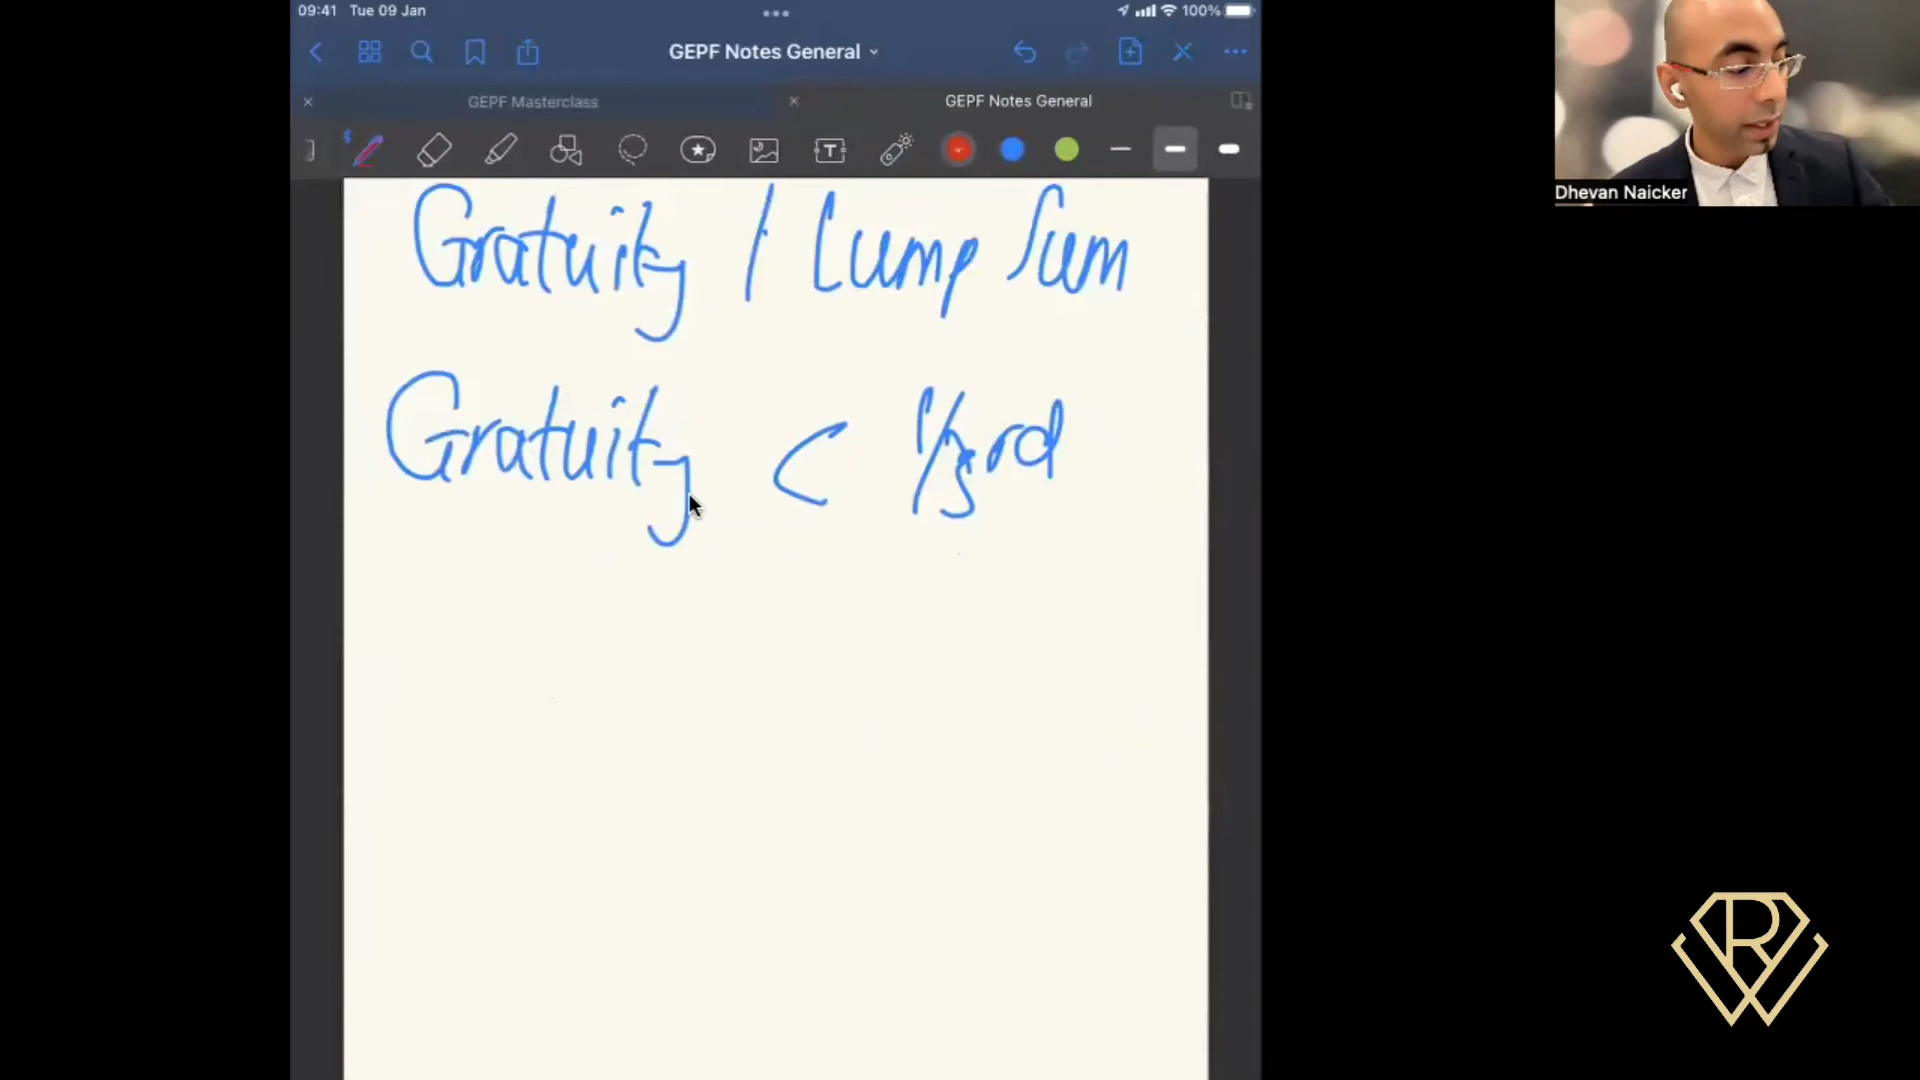 09:41 Tue 09 Jan
100%
GEPF Notes General
GEPF Masterclass
GEPF Notes General
T
Dhevan Naicker
Gratuity / Lump Sum
Gratuity < 1/3rd
RW